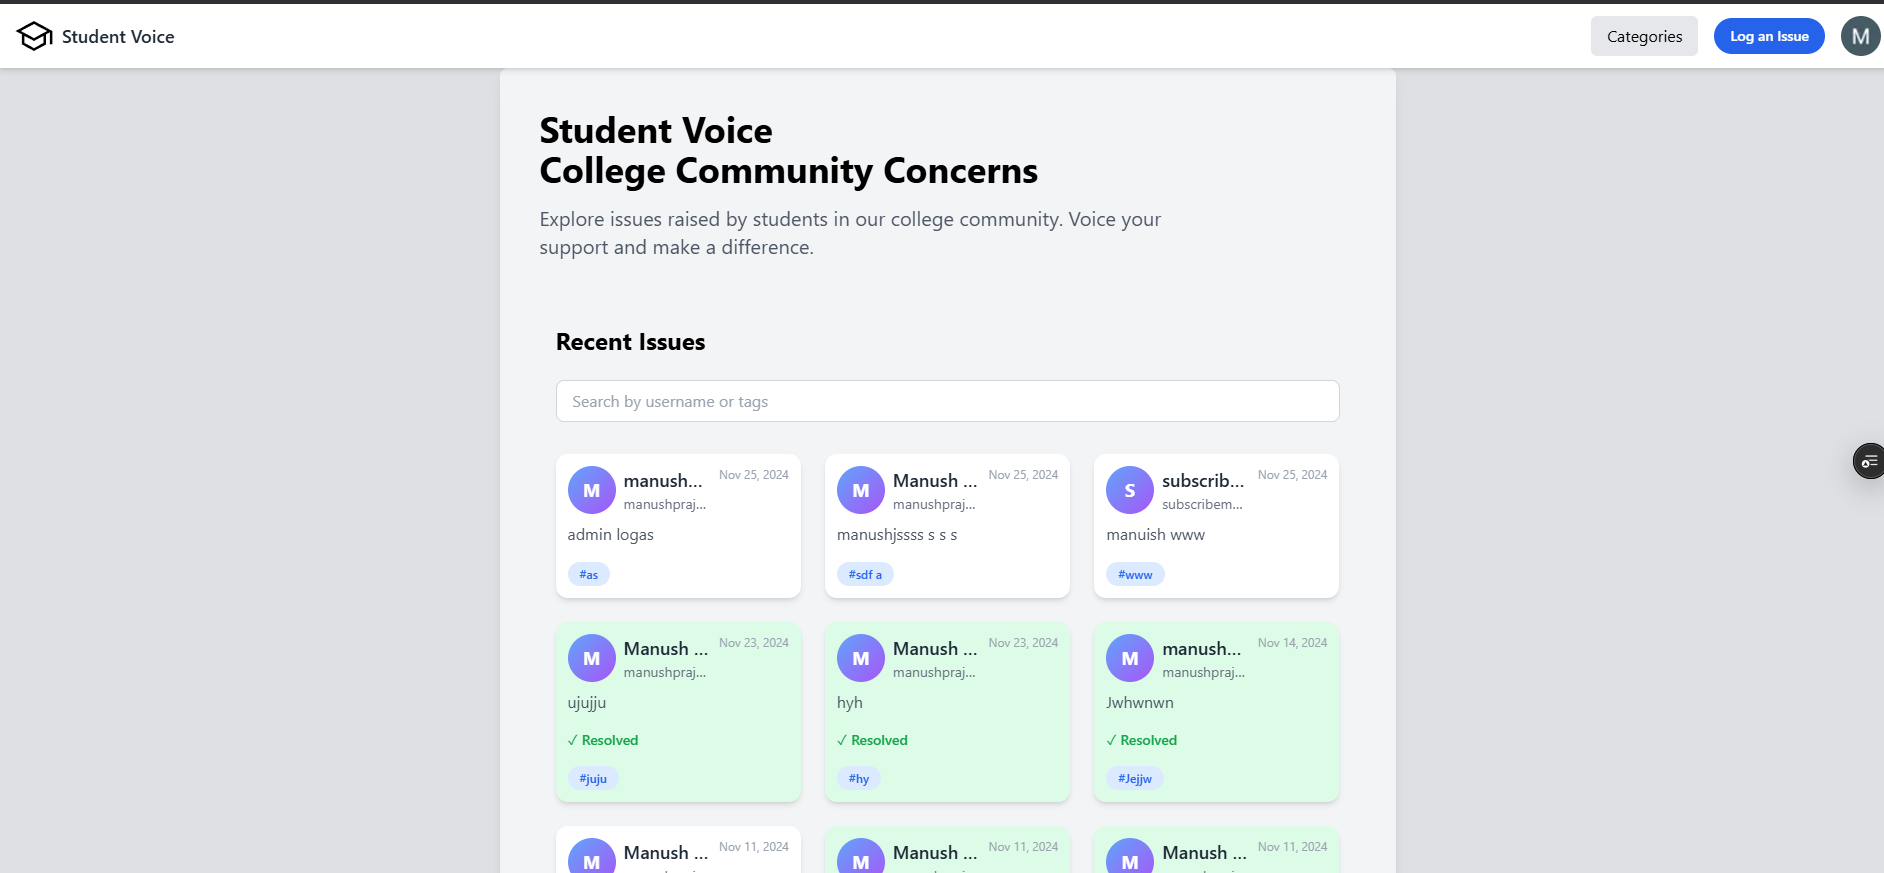 Student Voice
Categories
Log an Issue
M
Student Voice
College Community Concerns
Explore issues raised by students in our college community. Voice your
support and make a difference.
Recent Issues
Search by username or tags
M
manush...
Nov 25, 2024
manushpraj...
admin logas
#as
M
Manush ...
Nov 25, 2024
manushpraj...
manushjssss s s s
#sdf a
S
subscrib...
Nov 25, 2024
subscribem...
manuish www
#www
M
Manush ...
Nov 23, 2024
manushpraj...
ujujju
✓ Resolved
#juju
M
Manush ...
Nov 23, 2024
manushpraj...
hyh
✓ Resolved
#hy
M
manush...
Nov 14, 2024
manushpraj...
Jwhwnwn
✓ Resolved
#Jejjw
M
Manush ...
Nov 11, 2024
M
Manush ...
Nov 11, 2024
M
Manush ...
Nov 11, 2024